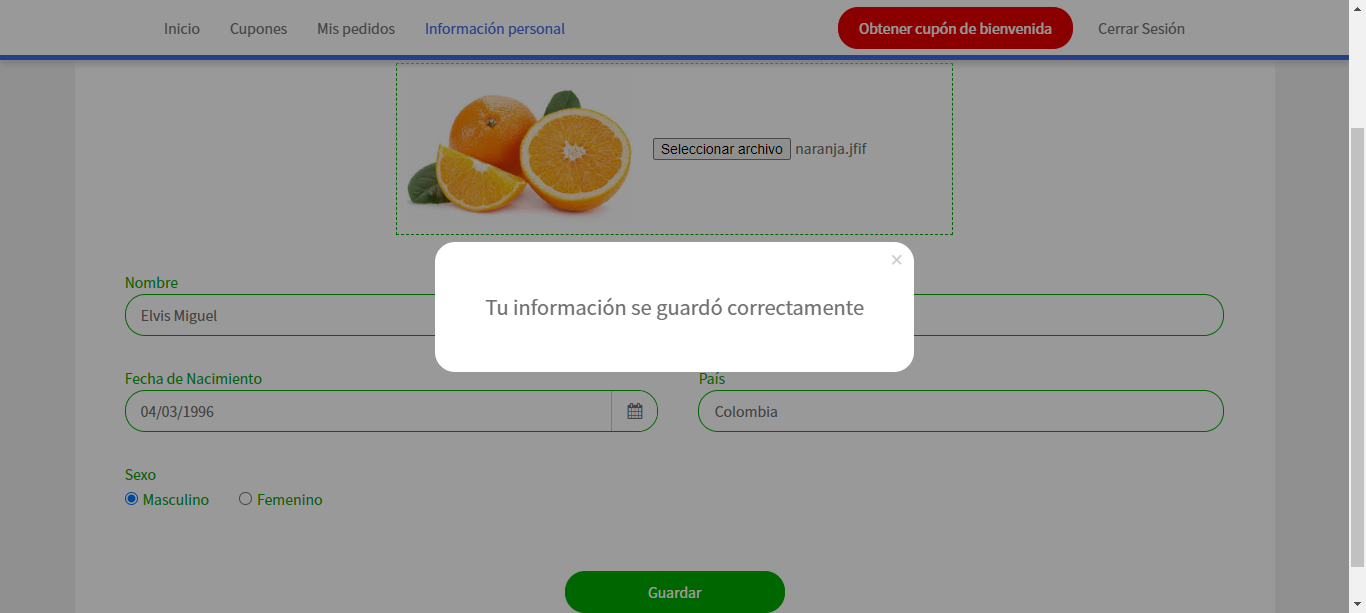 Inicio Cupones Mis pedidos Información personal Obtener cupón de bienvenida Cerrar Sesión
Seleccionar archivo naranja.jfif
×
Tu información se guardó correctamente
Nombre
Elvis Miguel
Fecha de Nacimiento País
04/03/1996 Colombia
Sexo
Masculino Femenino
Guardar